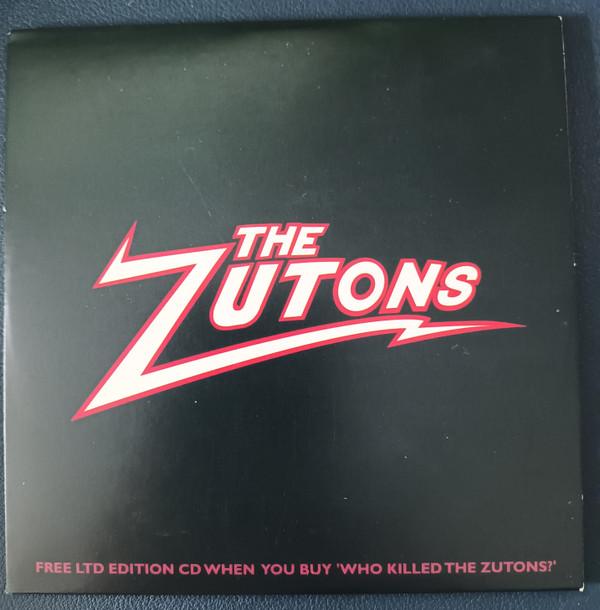 THE
ZUTONS
FREE LTD EDITION CD WHEN YOU BUY 'WHO KILLED THE ZUTONS?'